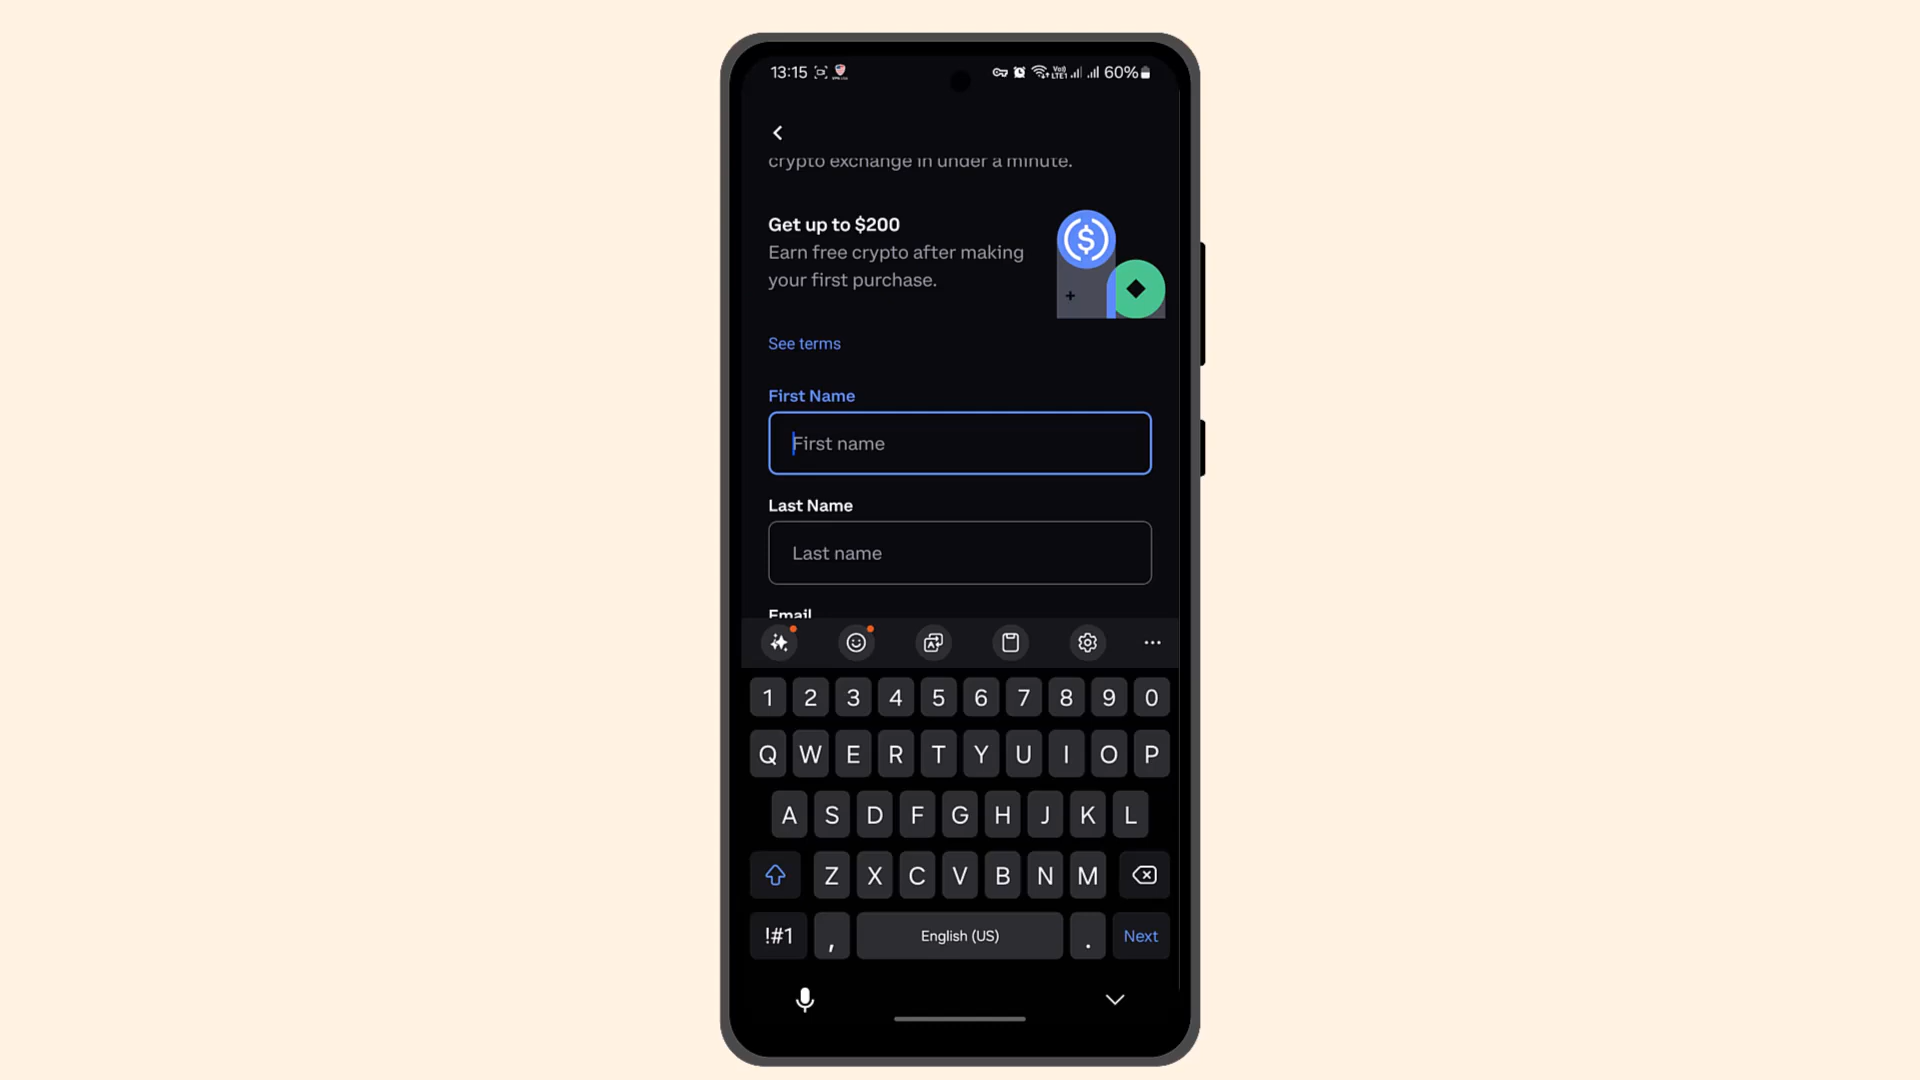 13:15
Vo) LTE1 60%
crypto exchange in under a minute.
Get up to $200
Earn free crypto after making
your first purchase.
See terms
First Name
First name
Last Name
Last name
Email
1 2 3 4 5 6 7 8 9 0
Q W E R T Y U I O P
A S D F G H J K L
Z X C V B N M
!#1 , English (US) . Next